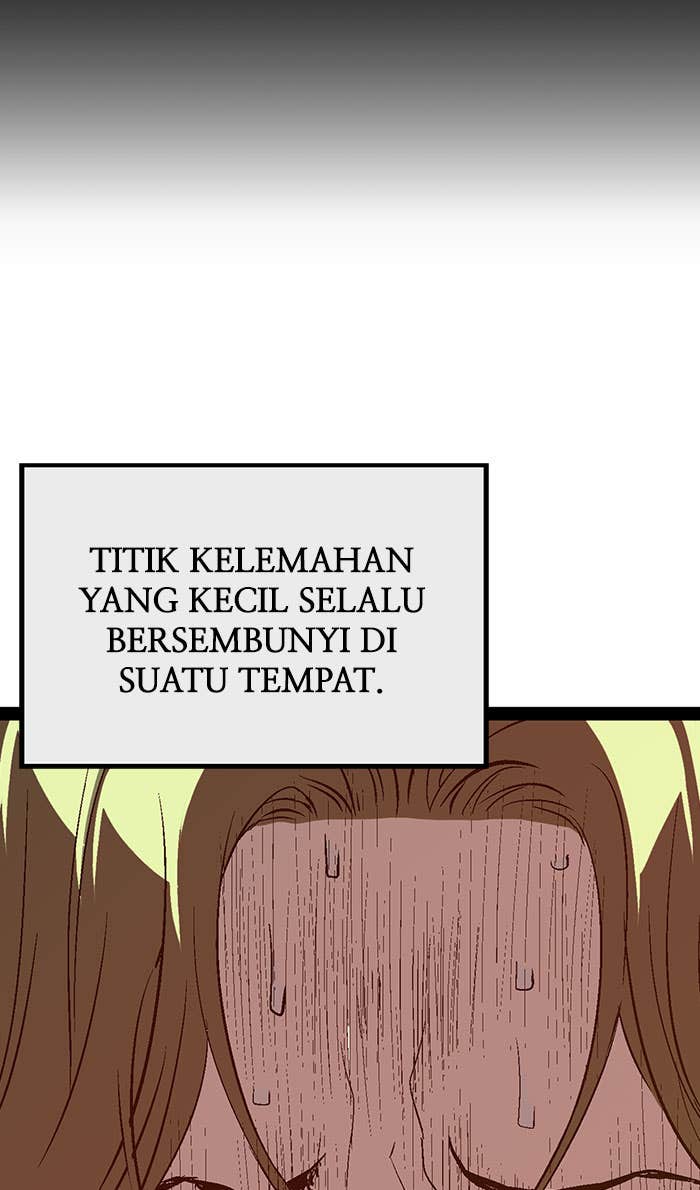 TITIK KELEMAHAN
YANG KECIL SELALU
BERSEMBUNYI DI
SUATU TEMPAT.